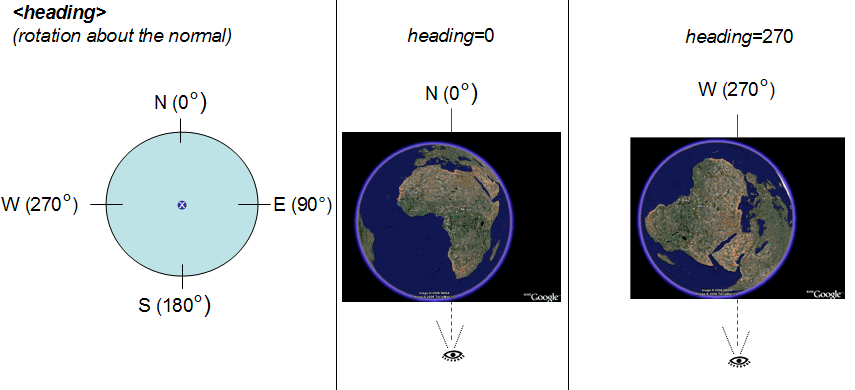 <heading>
(rotation about the normal)
N (0°)
W (270°)
E (90°)
S (180°)
heading=0
N (0°)
Google
heading=270
W (270°)
Google